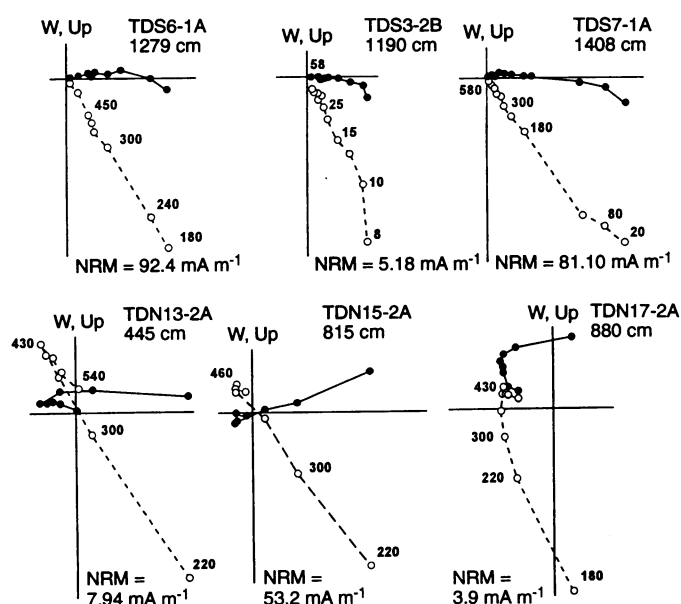 W, Up
TDS6-1A
1279 cm
450
300
240
180
NRM = 92.4 mA m-1
W, Up
TDS3-2B
1190 cm
58
25
15
10
8
NRM = 5.18 mA m-1
W, Up
TDS7-1A
1408 cm
580
300
180
80
20
NRM = 81.10 mA m-1
W, Up
TDN13-2A
445 cm
430
540
300
220
NRM =
7.94 mA m-1
W, Up
TDN15-2A
815 cm
460
300
220
NRM =
53.2 mA m-1
W, Up
TDN17-2A
880 cm
430
300
220
180
NRM =
3.9 mA m-1